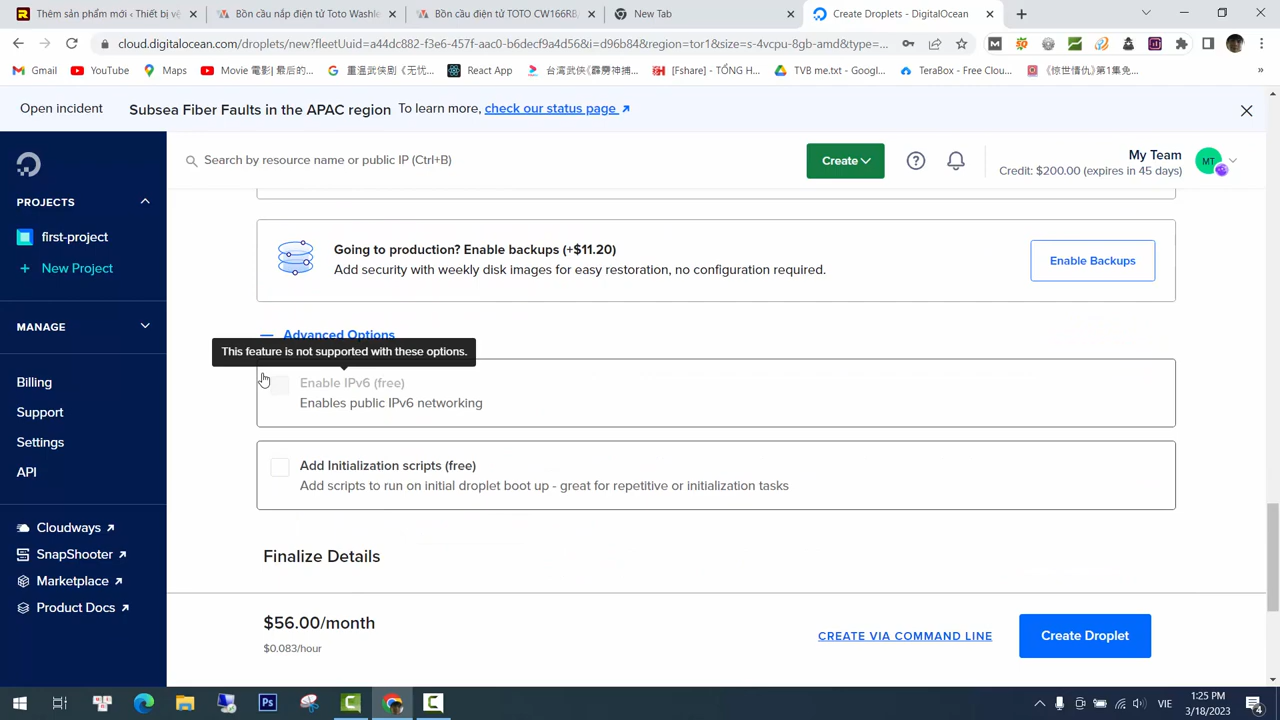 Thêm sản phẩm mới ‹ Thiết bị vệ
Bồn cầu nắp điện tử Toto Washle
Bồn cầu điện tử TOTO CW166RB,
New Tab
Create Droplets - DigitalOcean
cloud.digitalocean.com/droplets/new?fleetUuid=a44d8882-73e6-4a6a-aac0-b6ded9a4d56&i=d96b84&region=tor1&size=s-4vcpu-8gb-amd&type=...
Gmail
YouTube
Maps
Movie 電影| 最后的...
重溫武俠剧《无忧...
React App
台湾武侠《霹雳神捕...
[Fshare] - TỔNG H...
TVB me.txt - Googl...
TeraBox - Free Clou...
《惊世情仇》第1集免...
»
Open incident
Subsea Fiber Faults in the APAC region
To learn more, check our status page
Search by resource name or public IP (Ctrl+B)
Create
My Team
Credit: $200.00 (expires in 45 days)
MT
PROJECTS
first-project
+ New Project
MANAGE
Billing
Support
Settings
API
Cloudways
SnapShooter
Marketplace
Product Docs
Going to production? Enable backups (+$11.20)
Add security with weekly disk images for easy restoration, no configuration required.
Enable Backups
Advanced Options
This feature is not supported with these options.
Enable IPv6 (free)
Enables public IPv6 networking
Add Initialization scripts (free)
Add scripts to run on initial droplet boot up - great for repetitive or initialization tasks
Finalize Details
$56.00/month
$0.083/hour
CREATE VIA COMMAND LINE
Create Droplet
VIE
1:25 PM
3/18/2023
4